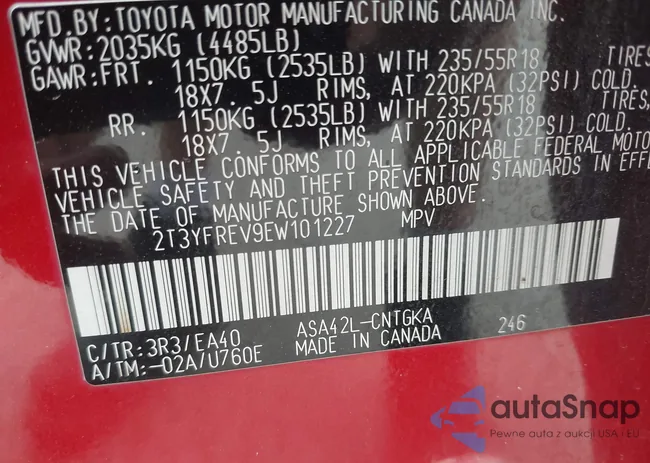 MFD.BY:TOYOTA MOTOR MANUFACTURING CANADA INC.
GVWR:2035KG (4485LB)
GAWR:FRT. 1150KG (2535LB) WITH 235/55R18 TIRES
18X7.5J RIMS, AT 220KPA (32PSI) COLD.
RR. 1150KG (2535LB) WITH 235/55R18 TIRES,
18X7.5J RIMS, AT 220KPA (32PSI) COLD.
THIS VEHICLE CONFORMS TO ALL APPLICABLE FEDERAL MOTO
VEHICLE SAFETY AND THEFT PREVENTION STANDARDS IN EFFE
THE DATE OF MANUFACTURE SHOWN ABOVE.
2T3YFREV9EW101227 MPV
C/TR:3R3/EA40 ASA42L-CNTGKA 246
A/TM:-02A/U760E MADE IN CANADA
autaSnap
Pewne auta z aukcji USA i EU